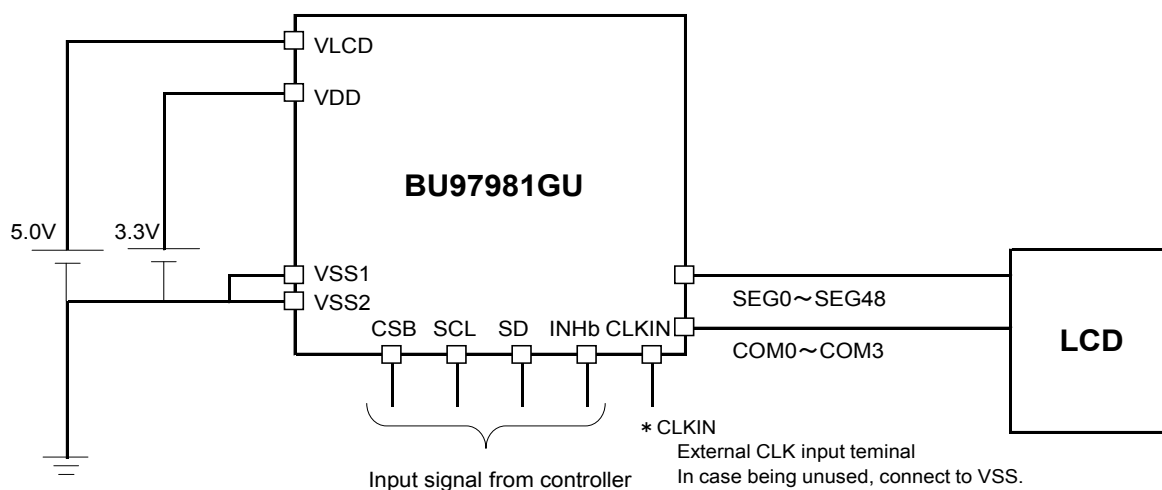 VLCD
VDD
BU97981GU
5.0V
3.3V
VSS1
VSS2
CSB SCL SD INHb CLKIN
SEG0～SEG48
COM0～COM3
LCD
* CLKIN
External CLK input teminal
In case being unused, connect to VSS.
Input signal from controller